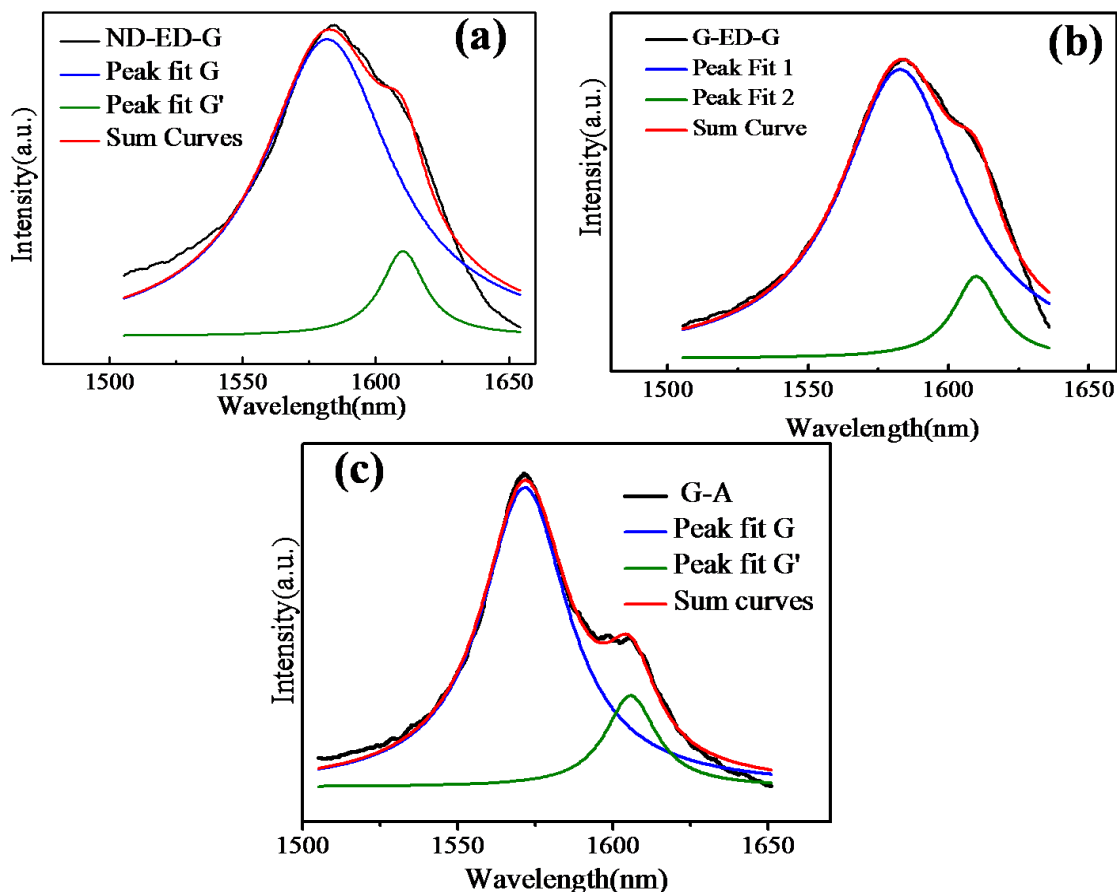 (a)
ND-ED-G
Peak fit G
Peak fit G'
Sum Curves
Intensity(a.u.)
1500 1550 1600 1650
Wavelength(nm)
(b)
G-ED-G
Peak Fit 1
Peak Fit 2
Sum Curve
Intensity(a.u.)
1500 1550 1600 1650
Wavelength(nm)
(c)
G-A
Peak fit G
Peak fit G'
Sum curves
Intensity(a.u.)
1500 1550 1600 1650
Wavelength(nm)